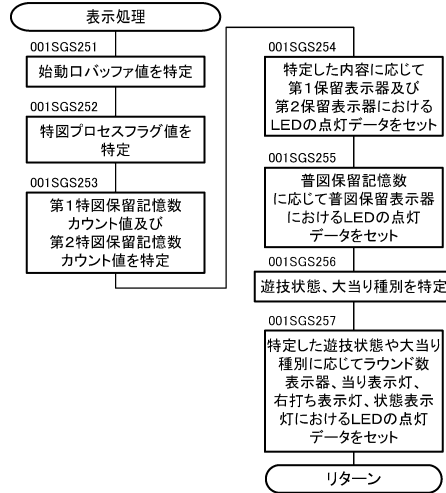 表示処理
001SGS251
始動口バッファ値を特定
001SGS252
特図プロセスフラグ値を
特定
001SGS253
第1特図保留記憶数
カウント値及び
第2特図保留記憶数
カウント値を特定
001SGS254
特定した内容に応じて
第1保留表示器及び
第2保留表示器における
LEDの点灯データをセット
001SGS255
普図保留記憶数
に応じて普図保留表示器
におけるLEDの点灯
データをセット
001SGS256
遊技状態、大当り種別を特定
001SGS257
特定した遊技状態や大当り
種別に応じてラウンド数
表示器、当り表示灯、
右打ち表示灯、状態表示
灯におけるLEDの点灯
データをセット
リターン